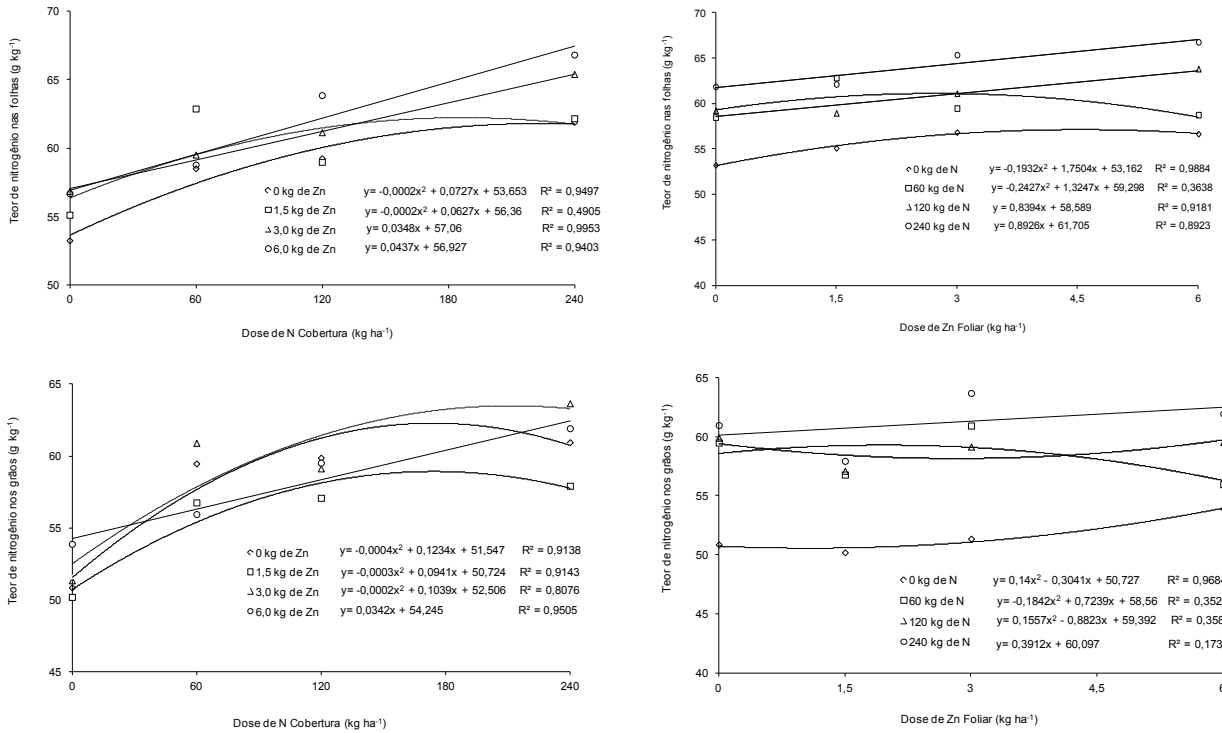 Teor de nitrogênio nas folhas (g kg-1)
70
65
60
55
50
0 60 120 180 240
Dose de N Cobertura (kg ha-1)
0 kg de Zn y= -0,0002x2 + 0,0727x + 53,653 R2 = 0,9497
1,5 kg de Zn y= -0,0002x2 + 0,0627x + 56,36 R2 = 0,4905
3,0 kg de Zn y= 0,0348x + 57,06 R2 = 0,9953
6,0 kg de Zn y= 0,0437x + 56,927 R2 = 0,9403
Teor de nitrogênio nas folhas (g kg-1)
70
65
60
55
50
45
40
0 1,5 3 4,5 6
Dose de Zn Foliar (kg ha-1)
0 kg de N y= -0,1932x2 + 1,7504x + 53,162 R2 = 0,9884
60 kg de N y= -0,2427x2 + 1,3247x + 59,298 R2 = 0,3638
120 kg de N y = 0,8394x + 58,589 R2 = 0,9181
240 kg de N y = 0,8926x + 61,705 R2 = 0,8923
Teor de nitrogênio nos grãos (g kg-1)
70
65
60
55
50
45
0 60 120 180 240
Dose de N Cobertura (kg ha-1)
0 kg de Zn y= -0,0004x2 + 0,1234x + 51,547 R2 = 0,9138
1,5 kg de Zn y= -0,0003x2 + 0,0941x + 50,724 R2 = 0,9143
3,0 kg de Zn y= -0,0002x2 + 0,1039x + 52,506 R2 = 0,8076
6,0 kg de Zn y= 0,0342x + 54,245 R2 = 0,9505
Teor de nitrogênio nos grãos (g kg-1)
65
60
55
50
45
40
0 1,5 3 4,5 6
Dose de Zn Foliar (kg ha-1)
0 kg de N y= 0,14x2 - 0,3041x + 50,727 R2 = 0,9684
60 kg de N y= -0,1842x2 + 0,7239x + 58,56 R2 = 0,352
120 kg de N y= 0,1557x2 - 0,8823x + 59,392 R2 = 0,358
240 kg de N y= 0,3912x + 60,097 R2 = 0,173